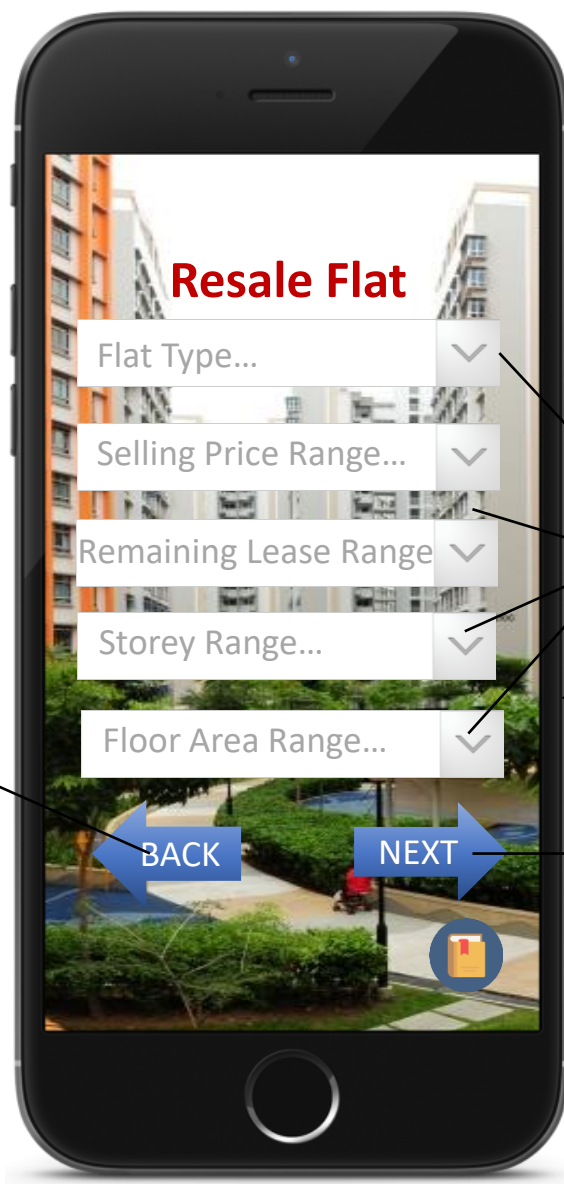 Resale Flat
Flat Type...
Selling Price Range...
Remaining Lease Range
Storey Range...
Floor Area Range...
BACK
NEXT